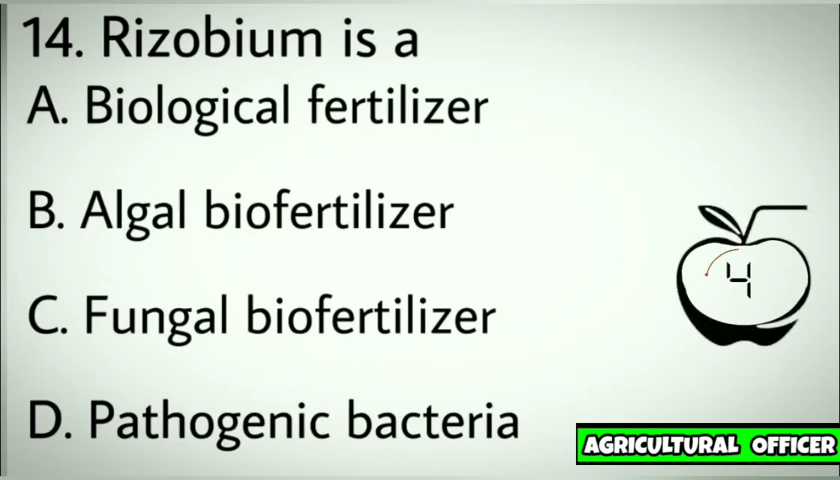 14. Rizobium is a
A. Biological fertilizer
B. Algal biofertilizer
4
C. Fungal biofertilizer
D. Pathogenic bacteria
AGRICULTURAL OFFICER